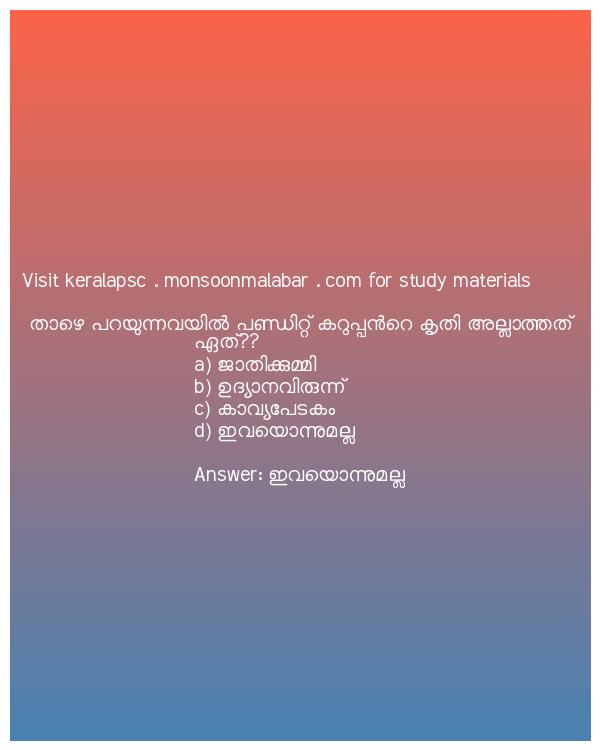 Visit keralapsc . monsoonmalabar . com for study materials
താഴെ പറയുന്നവയിൽ പണ്ഡിറ്റ് കറുപ്പൻറെ കൃതി അല്ലാത്തത്
ഏത്??
a) ജാതിക്കുമ്മി
b) ഉദ്യാനവിരുന്ന്
c) കാവ്യപേടകം
d) ഇവയൊന്നുമല്ല
Answer: ഇവയൊന്നുമല്ല